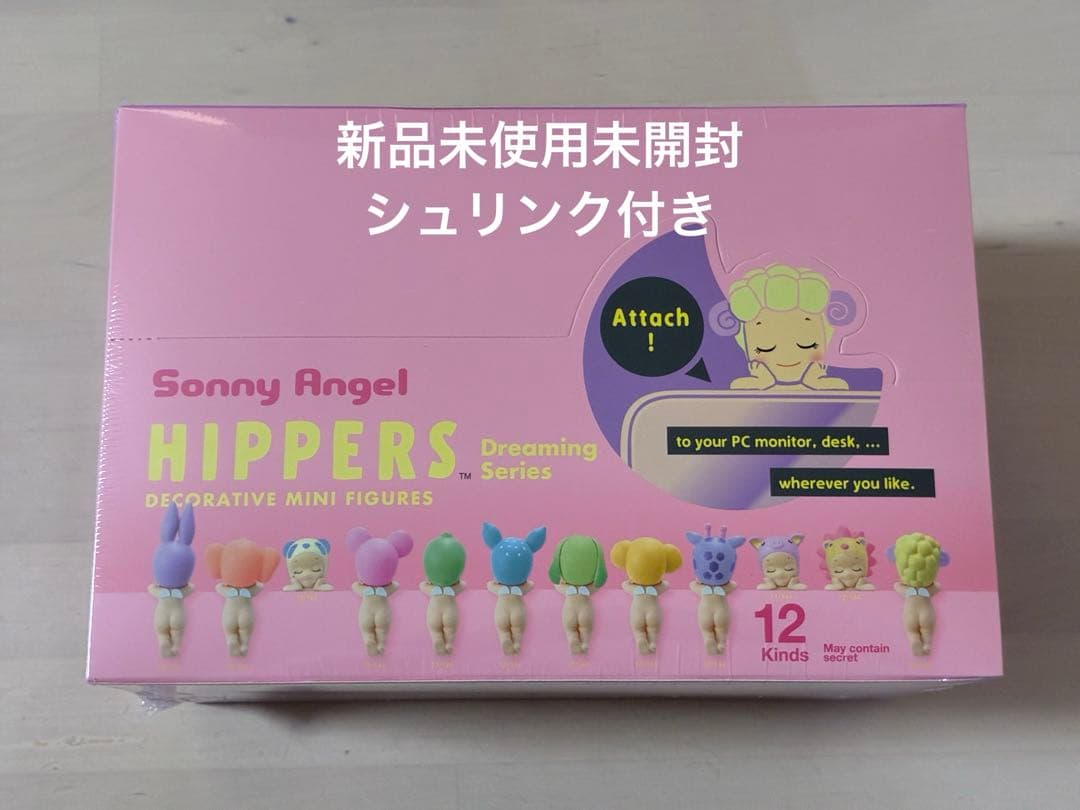 新品未使用未開封
シュリンク付き
Attach
!
Sonny Angel
HIPPERS™
Dreaming
Series
DECORATIVE MINI FIGURES
to your PC monitor, desk, ...
wherever you like.
12
Kinds
May contain
secret